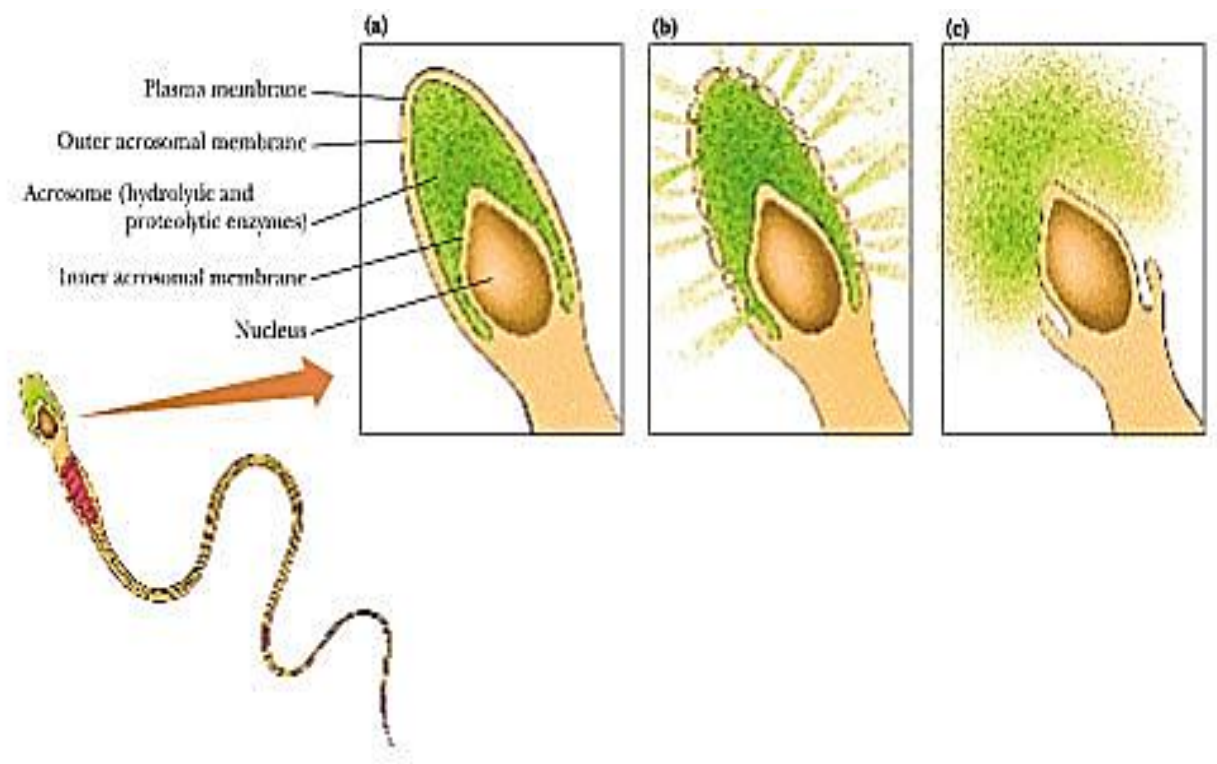 (a)
(b)
(c)
Plasma membrane
Outer acrosomal membrane
Acrosome (hydrolytic and
proteolytic enzymes)
Inner acrosomal membrane
Nucleus